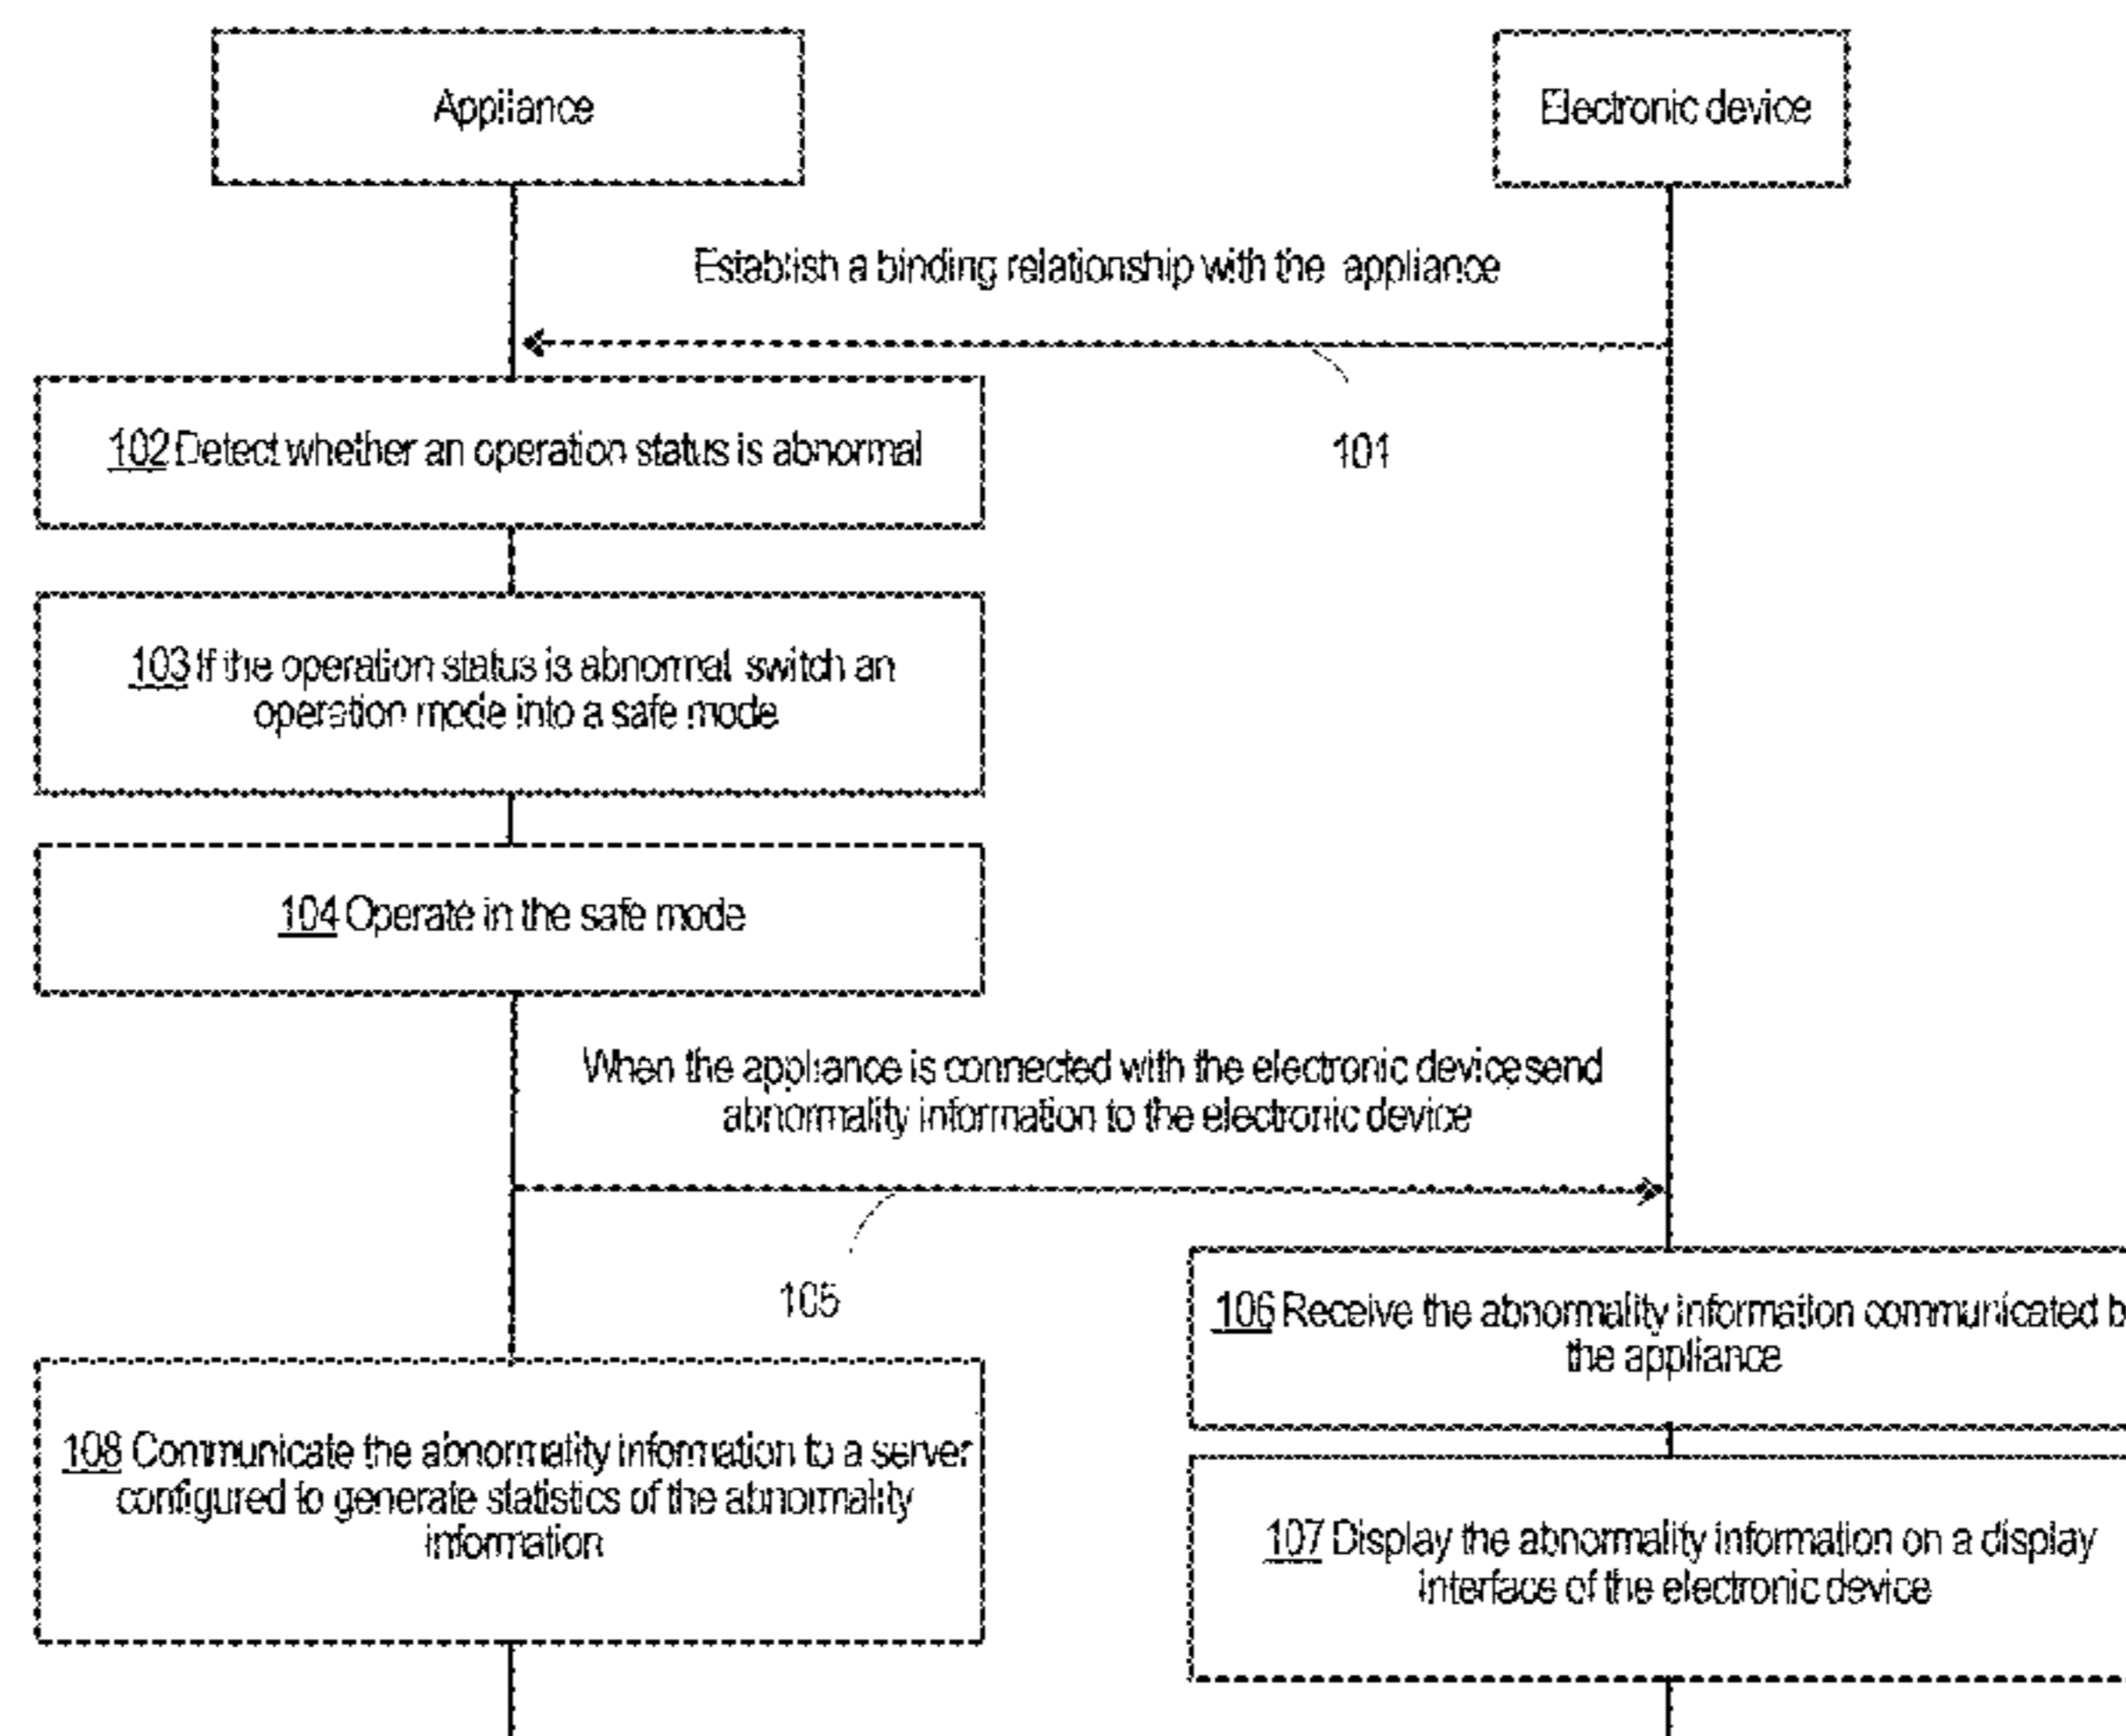 Appliance
Electronic device
Establish a binding relationship with the appliance
101
102 Detect whether an operation status is abnormal
103 If the operation status is abnormal switch an
operation mode into a safe mode
104 Operate in the safe mode
When the appliance is connected with the electronic device, send
abnormality information to the electronic device
105
106 Receive the abnormality information communicated
the appliance
108 Communicate the abnormality information to a server
configured to generate statistics of the abnormality
information
107 Display the abnormality information on a display
interface of the electronic device